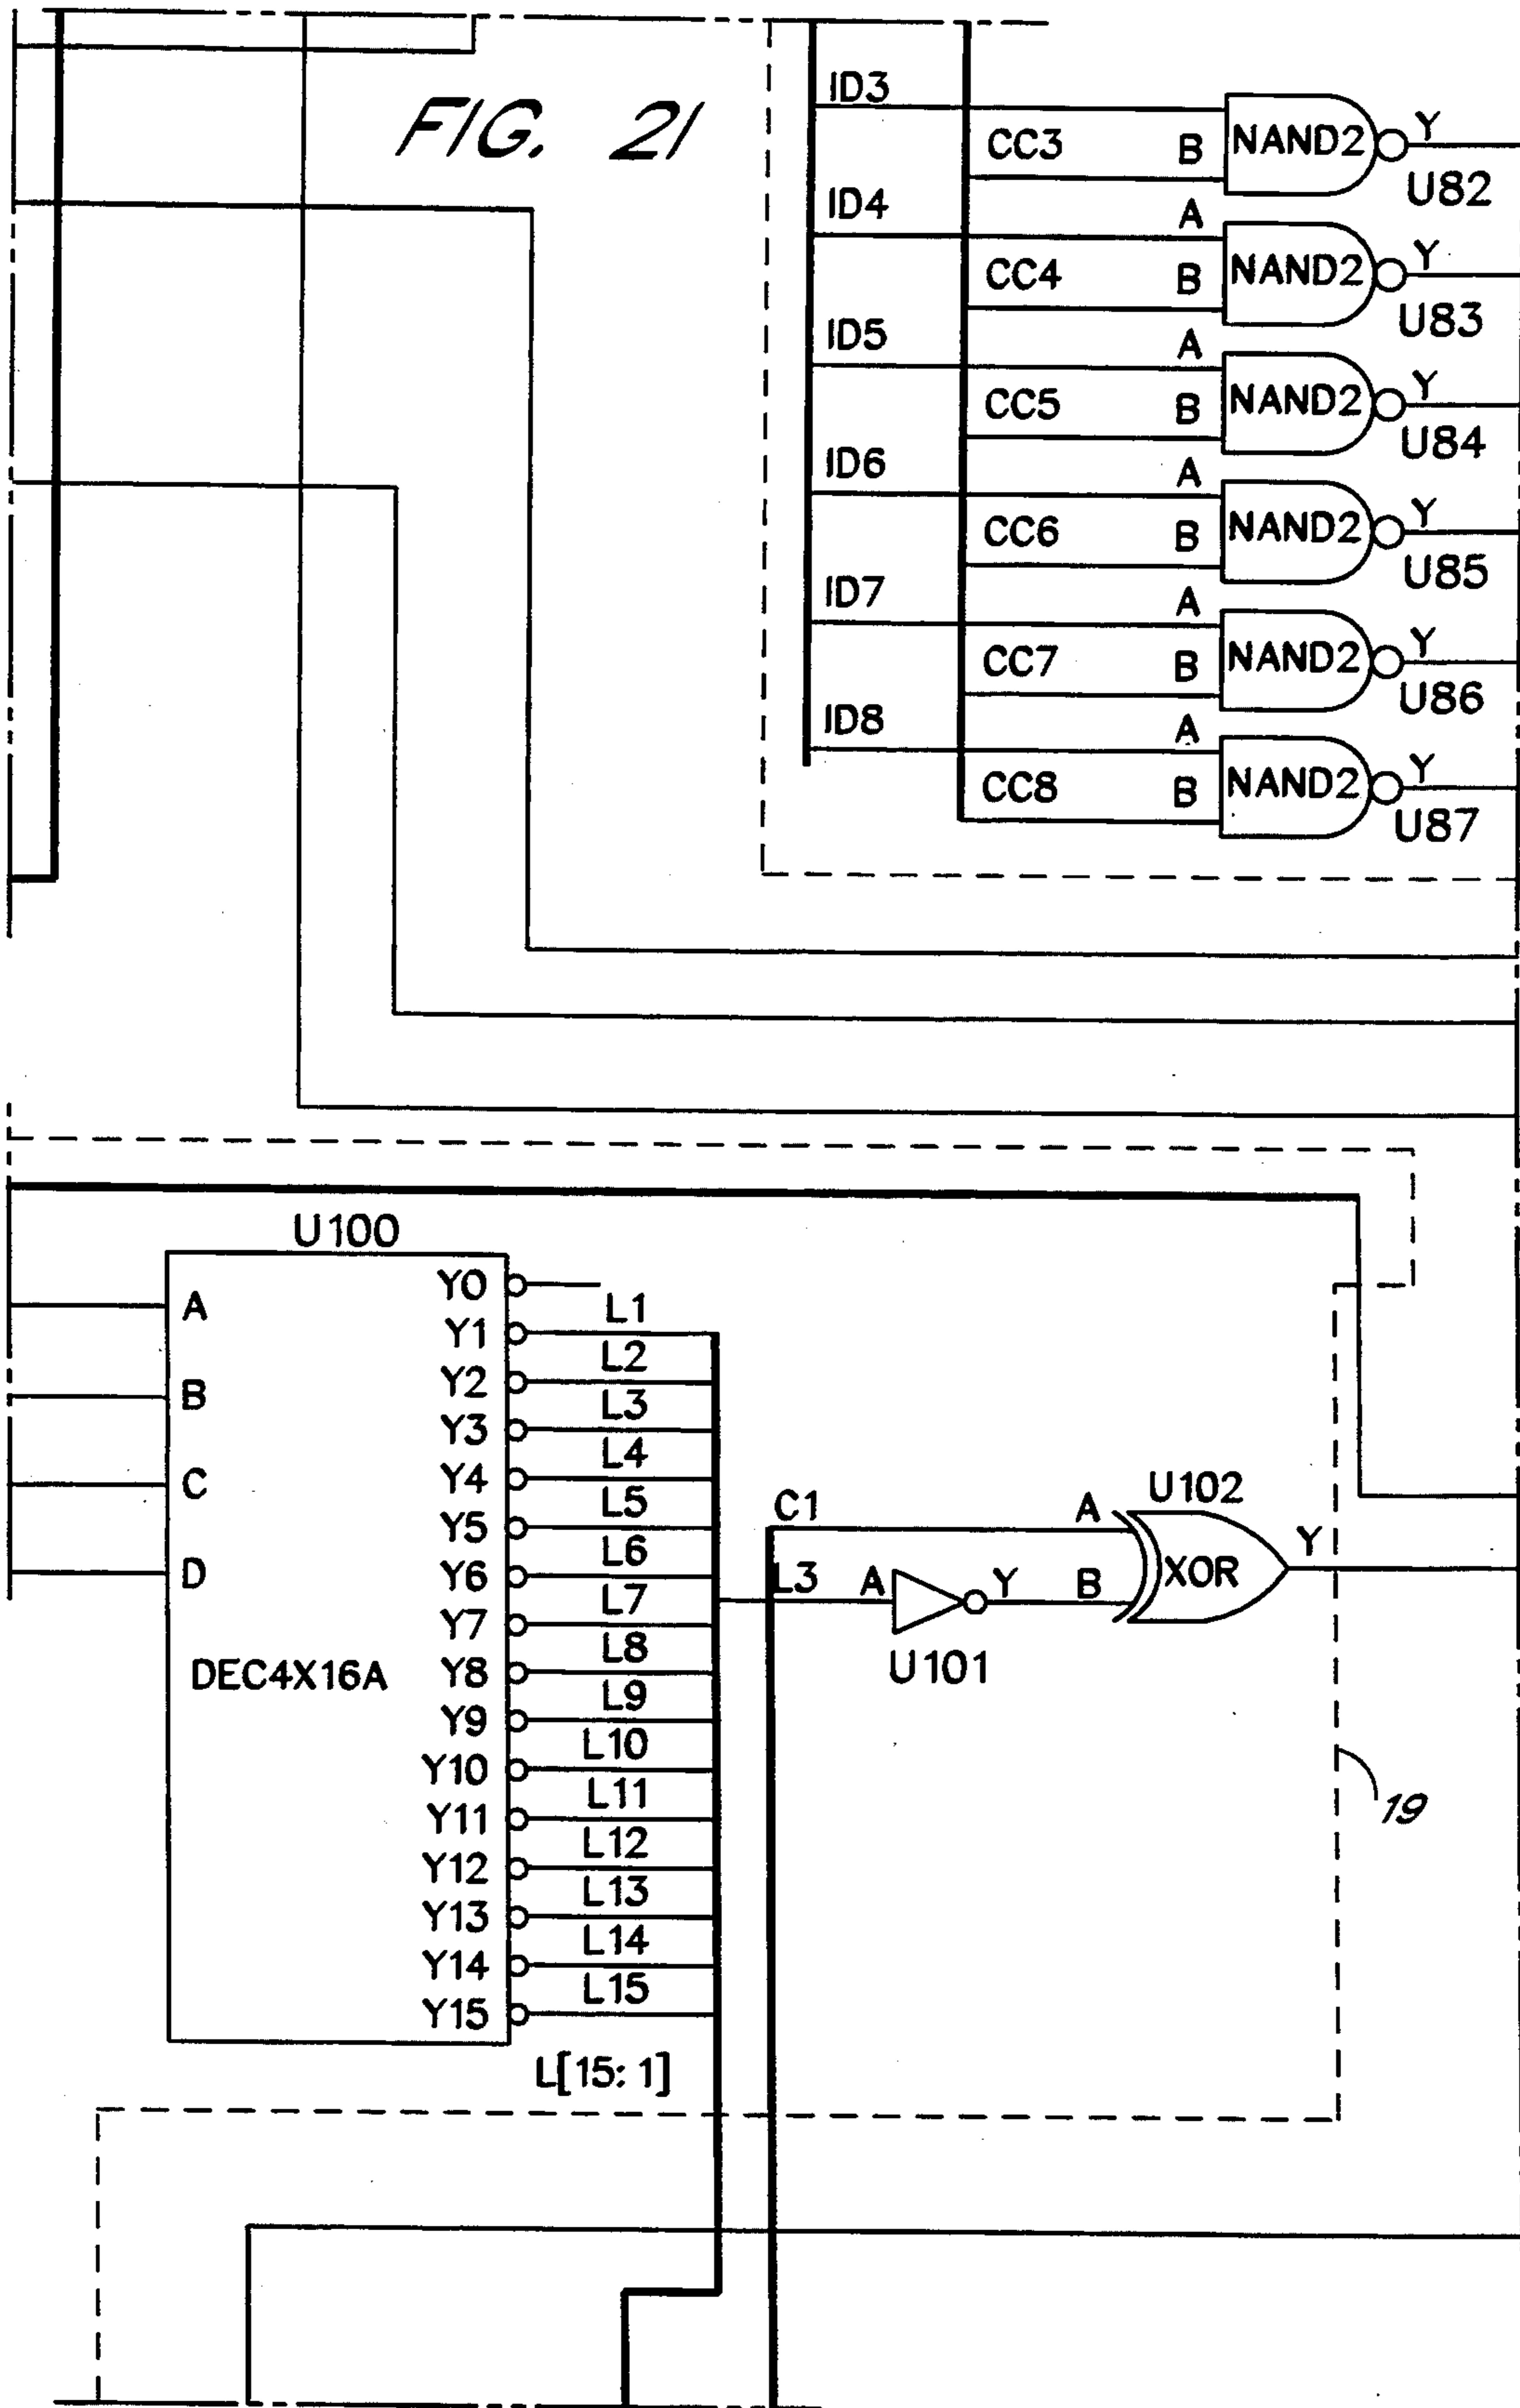 FIG. 21
ID3
CC3 B NAND2 Y
U82
ID4 A
CC4 B NAND2 Y
U83
ID5 A
CC5 B NAND2 Y
U84
ID6 A
CC6 B NAND2 Y
U85
ID7 A
CC7 B NAND2 Y
U86
ID8 A
CC8 B NAND2 Y
U87
U100
A
B
C
D
DEC4X16A
Y0
Y1 L1
Y2 L2
Y3 L3
Y4 L4
Y5 L5
Y6 L6
Y7 L7
Y8 L8
Y9 L9
Y10 L10
Y11 L11
Y12 L12
Y13 L13
Y14 L14
Y15 L15
L[15:1]
C1 A U102
L3 A Y B XOR Y
U101
19